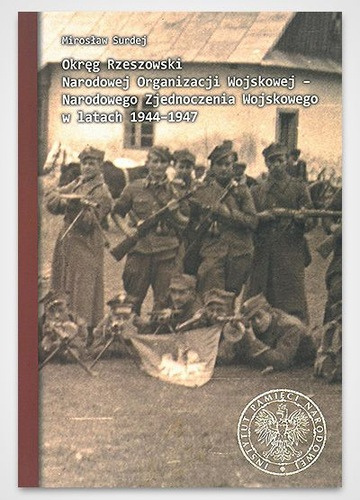 Mirosław Surdej
Okręg Rzeszowski
Narodowej Organizacji Wojskowej –
Narodowego Zjednoczenia Wojskowego
w latach 1944–1947
INSTYTUT PAMIĘCI NARODOWEJ